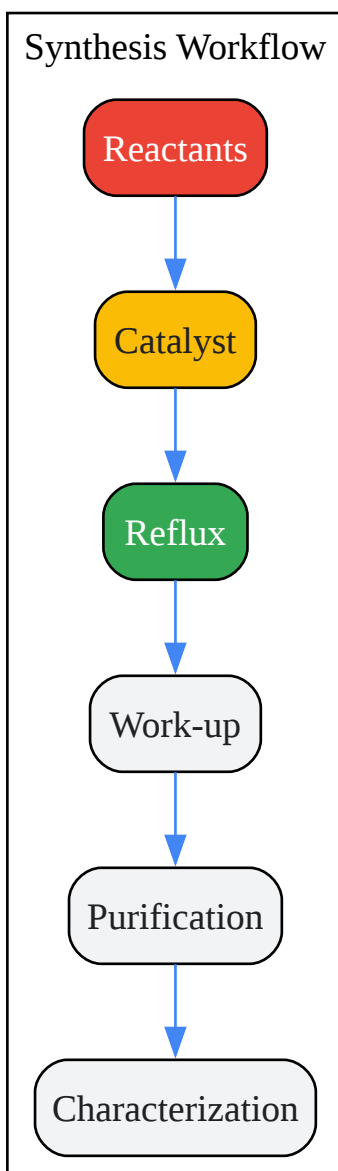 Synthesis Workflow
Reactants
Catalyst
Reflux
Work-up
Purification
Characterization